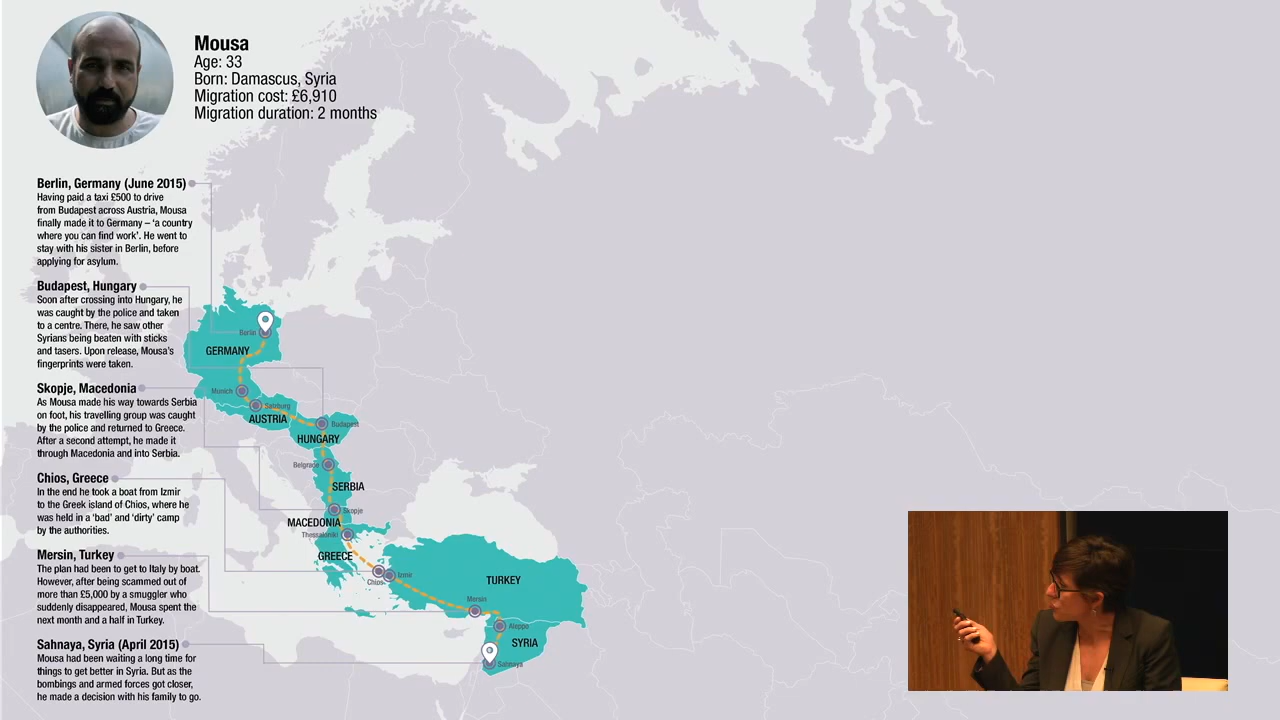 Mousa
Age: 33
Born: Damascus, Syria
Migration cost: £6,910
Migration duration: 2 months
Berlin, Germany (June 2015)
Having paid a taxi £500 to drive
from Budapest across Austria, Mousa
finally made it to Germany – ‘a country
where you can find work’. He went to
stay with his sister in Berlin, before
applying for asylum.
Budapest, Hungary
Soon after crossing into Hungary, he
was caught by the police and taken
to a centre. There, he saw other
Syrians being beaten with sticks
and tasers. Upon release, Mousa’s
fingerprints were taken.
Skopje, Macedonia
As Mousa made his way towards Serbia
on foot, his travelling group was caught
by the police and returned to Greece.
After a second attempt, he made it
through Macedonia and into Serbia.
Chios, Greece
In the end he took a boat from Izmir
to the Greek island of Chios, where he
was held in a ‘bad’ and ‘dirty’ camp
by the authorities.
Mersin, Turkey
The plan had been to get to Italy by boat.
However, after being scammed out of
more than £5,000 by a smuggler who
suddenly disappeared, Mousa spent the
next month and a half in Turkey.
Sahnaya, Syria (April 2015)
Mousa had been waiting a long time for
things to get better in Syria. But as the
bombings and armed forces got closer,
he made a decision with his family to go.
Berlin
GERMANY
Munich
Salzburg
AUSTRIA
Budapest
HUNGARY
Belgrade
SERBIA
Skopje
MACEDONIA
Thessaloniki
GREECE
Chios
Izmir
TURKEY
Mersin
Aleppo
SYRIA
Sahnaya